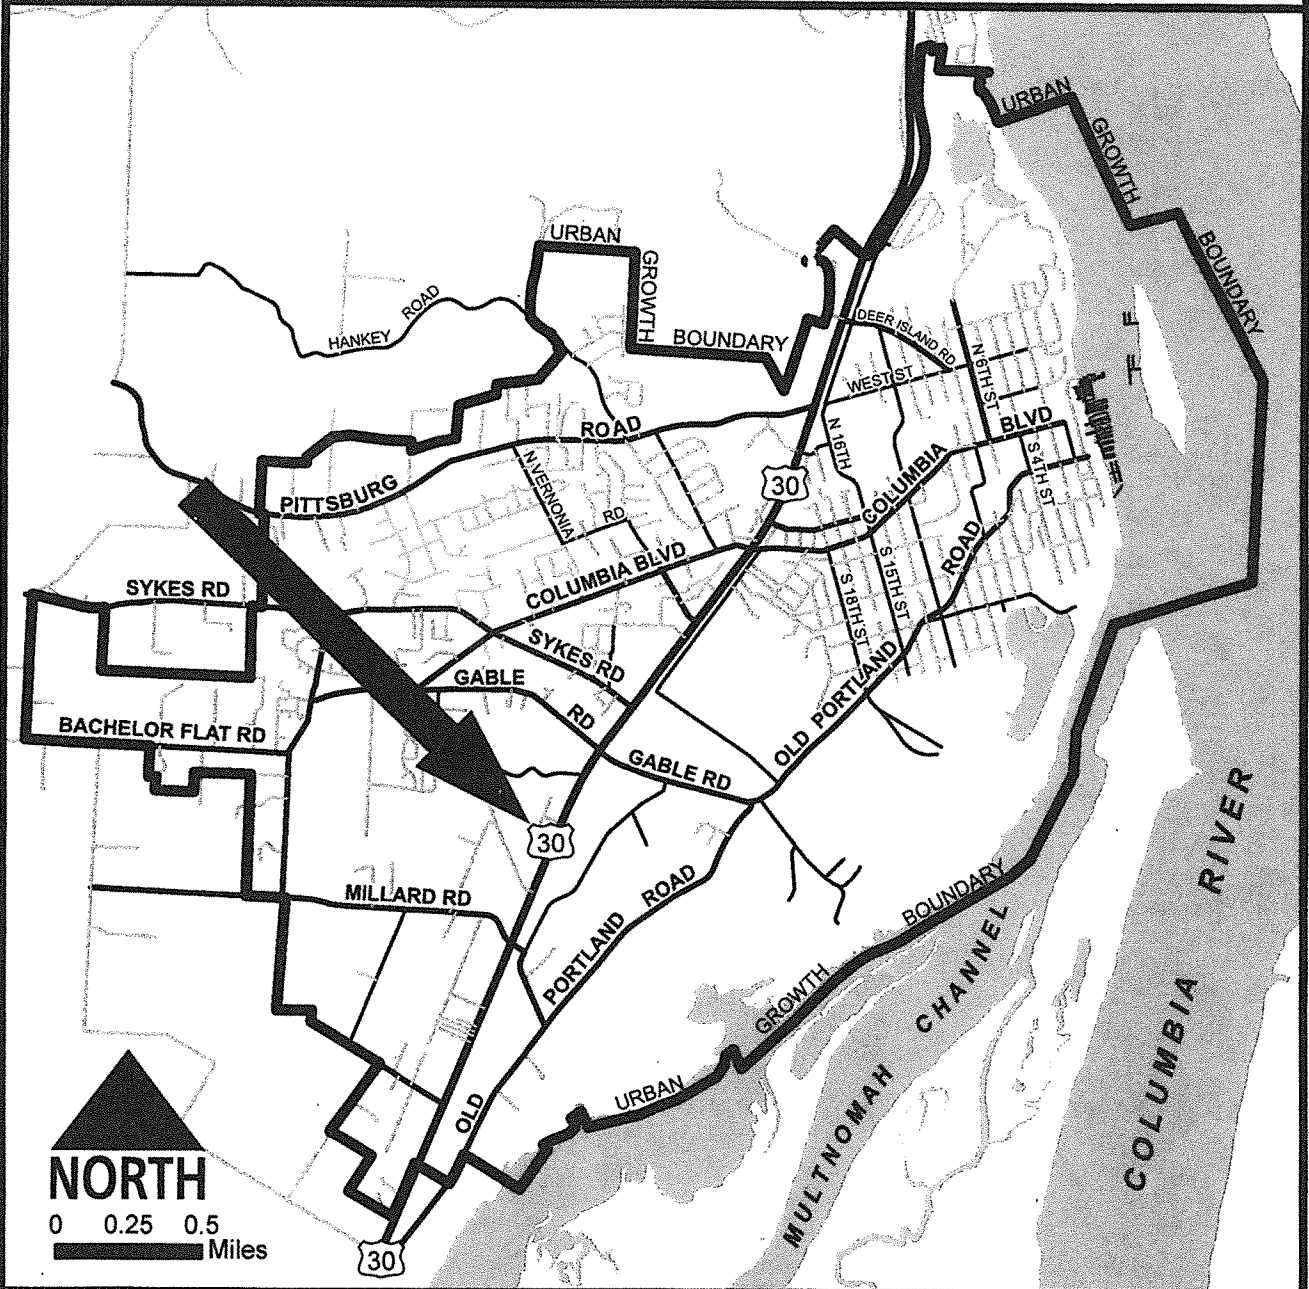 URBAN
GROWTH
BOUNDARY
URBAN
GROWTH
BOUNDARY
HANKEY ROAD
DEER ISLAND RD
WEST ST
N 6TH ST
PITTSBURG ROAD
N VERNONIA RD
N 16TH
COLUMBIA BLVD
S 4TH ST
30
SYKES RD
COLUMBIA BLVD
SYKES RD
S 18TH ST
S 15TH ST
OLD PORTLAND ROAD
GABLE RD
GABLE RD
BACHELOR FLAT RD
30
MILLARD RD
OLD PORTLAND ROAD
URBAN GROWTH BOUNDARY
MULTNOMAH CHANNEL
COLUMBIA RIVER
NORTH
0 0.25 0.5
Miles
30